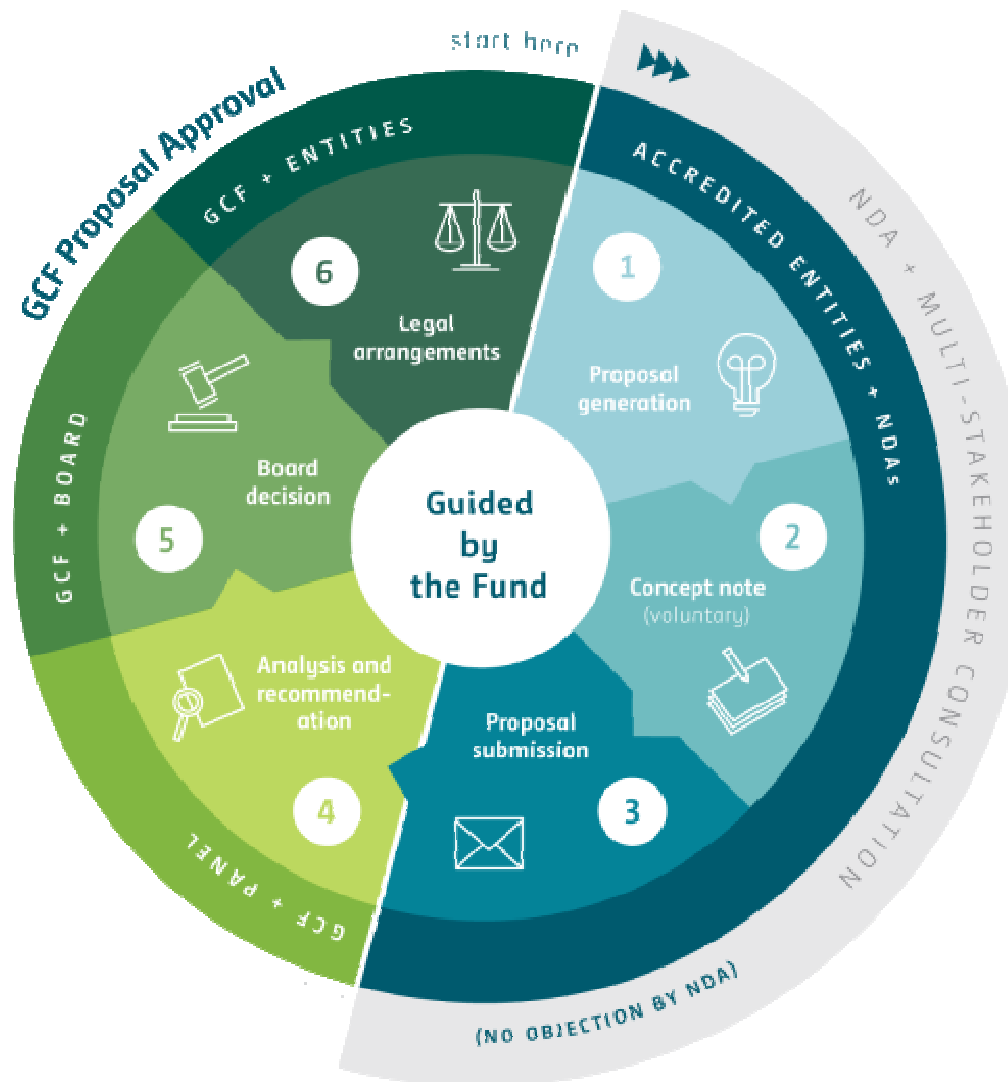 start here
GCF Proposal Approval
GCF + ENTITIES
ACCREDITED ENTITIES + NDAs
NDA + MULTI-STAKEHOLDER CONSULTATION
1
Proposal
generation
2
Concept note
(voluntary)
3
Proposal
submission
(NO OBJECTION BY NDA)
4
Analysis and
recommend-
ation
GCF + PANEL
5
Board
decision
GCF + BOARD
6
Legal
arrangements
Guided
by
the Fund